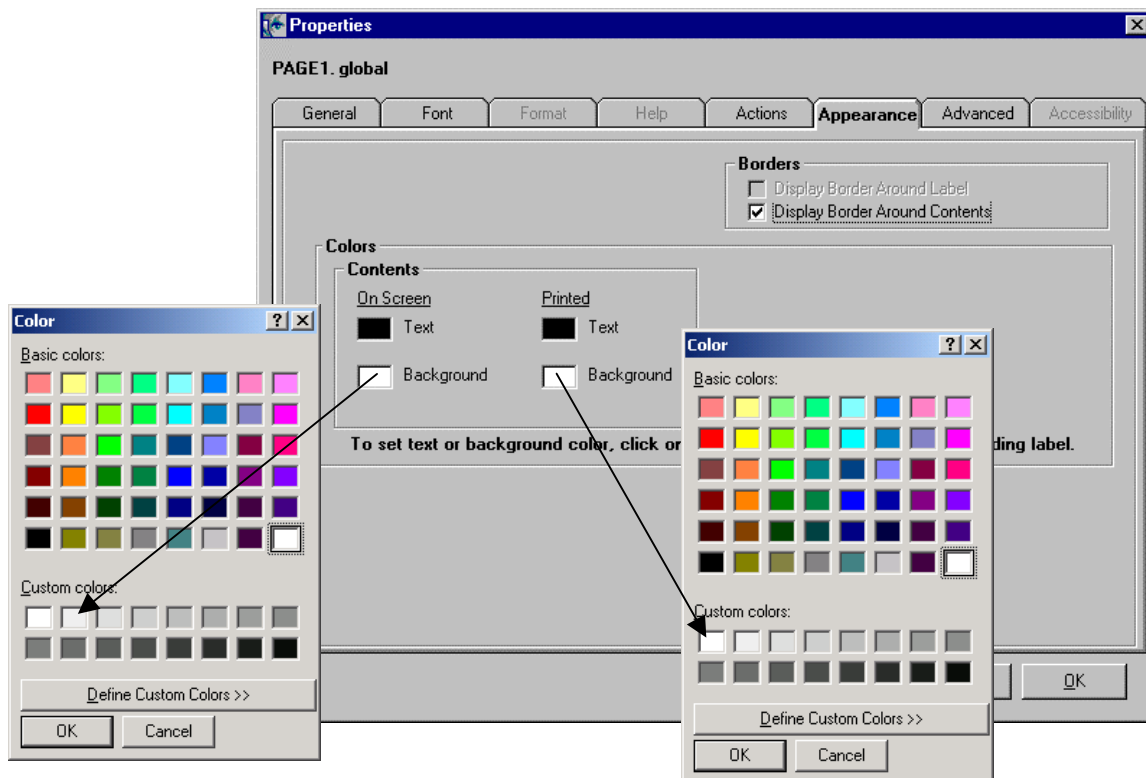 Properties
PAGE1. global
General Font Format Help Actions Appearance Advanced Accessibility
Borders
Display Border Around Label
Display Border Around Contents
Colors
Contents
On Screen Printed
Text Text
Background Background
To set text or background color, click or ding label.
OK
Color
Basic colors:
Custom colors:
Define Custom Colors >>
OK Cancel
Color
Basic colors:
Custom colors:
Define Custom Colors >>
OK Cancel